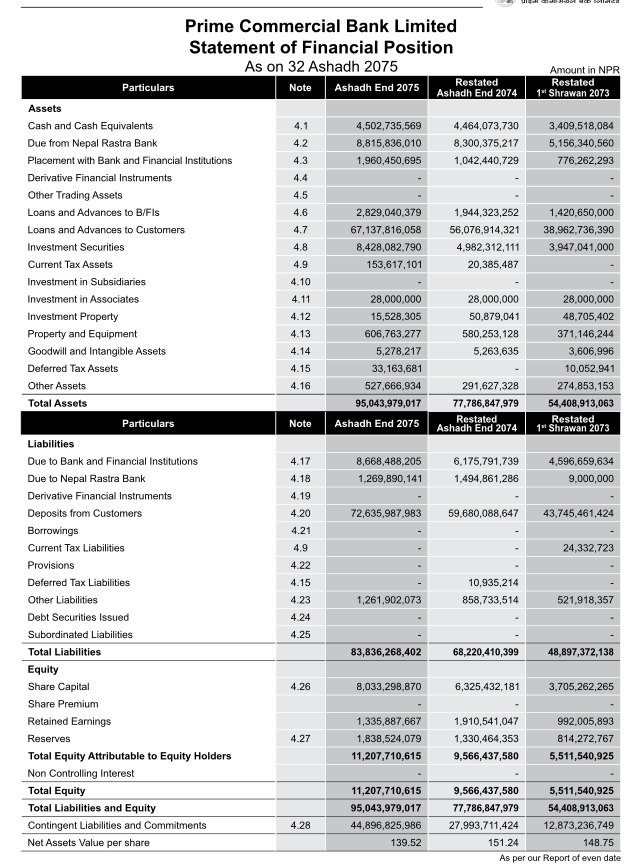 Prime Commercial Bank Limited
Statement of Financial Position
As on 32 Ashadh 2075
Amount in NPR
Particulars Note Ashadh End 2075 Restated Ashadh End 2074 Restated 1st Shrawan 2073
Assets
Cash and Cash Equivalents 4.1 4,502,735,569 4,464,073,730 3,409,518,084
Due from Nepal Rastra Bank 4.2 8,815,836,010 8,300,375,217 5,156,340,560
Placement with Bank and Financial Institutions 4.3 1,960,450,695 1,042,440,729 776,262,293
Derivative Financial Instruments 4.4 - - -
Other Trading Assets 4.5 - - -
Loans and Advances to B/FIs 4.6 2,829,040,379 1,944,323,252 1,420,650,000
Loans and Advances to Customers 4.7 67,137,816,058 56,076,914,321 38,962,736,390
Investment Securities 4.8 8,428,082,790 4,982,312,111 3,947,041,000
Current Tax Assets 4.9 153,617,101 20,385,487 -
Investment in Subsidiaries 4.10 - - -
Investment in Associates 4.11 28,000,000 28,000,000 28,000,000
Investment Property 4.12 15,528,305 50,879,041 48,705,402
Property and Equipment 4.13 606,763,277 580,253,128 371,146,244
Goodwill and Intangible Assets 4.14 5,278,217 5,263,635 3,606,996
Deferred Tax Assets 4.15 33,163,681 - 10,052,941
Other Assets 4.16 527,666,934 291,627,328 274,853,153
Total Assets 95,043,979,017 77,786,847,979 54,408,913,063
Particulars Note Ashadh End 2075 Restated Ashadh End 2074 Restated 1st Shrawan 2073
Liabilities
Due to Bank and Financial Institutions 4.17 8,668,488,205 6,175,791,739 4,596,659,634
Due to Nepal Rastra Bank 4.18 1,269,890,141 1,494,861,286 9,000,000
Derivative Financial Instruments 4.19 - - -
Deposits from Customers 4.20 72,635,987,983 59,680,088,647 43,745,461,424
Borrowings 4.21 - - -
Current Tax Liabilities 4.9 - - 24,332,723
Provisions 4.22 - - -
Deferred Tax Liabilities 4.15 - 10,935,214 -
Other Liabilities 4.23 1,261,902,073 858,733,514 521,918,357
Debt Securities Issued 4.24 - - -
Subordinated Liabilities 4.25 - - -
Total Liabilities 83,836,268,402 68,220,410,399 48,897,372,138
Equity
Share Capital 4.26 8,033,298,870 6,325,432,181 3,705,262,265
Share Premium - - -
Retained Earnings 1,335,887,667 1,910,541,047 992,005,893
Reserves 4.27 1,838,524,079 1,330,464,353 814,272,767
Total Equity Attributable to Equity Holders 11,207,710,615 9,566,437,580 5,511,540,925
Non Controlling Interest - - -
Total Equity 11,207,710,615 9,566,437,580 5,511,540,925
Total Liabilities and Equity 95,043,979,017 77,786,847,979 54,408,913,063
Contingent Liabilities and Commitments 4.28 44,896,825,986 27,993,711,424 12,873,236,749
Net Assets Value per share 139.52 151.24 148.75
As per our Report of even date